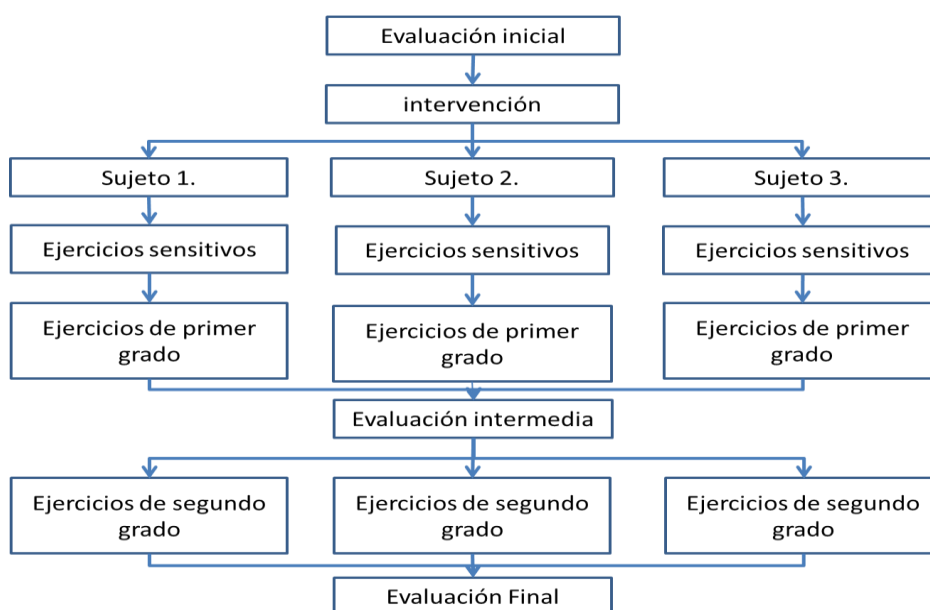 Evaluación inicial
intervención
Sujeto 1.
Sujeto 2.
Sujeto 3.
Ejercicios sensitivos
Ejercicios sensitivos
Ejercicios sensitivos
Ejercicios de primer
grado
Ejercicios de primer
grado
Ejercicios de primer
grado
Evaluación intermedia
Ejercicios de segundo
grado
Ejercicios de segundo
grado
Ejercicios de segundo
grado
Evaluación Final